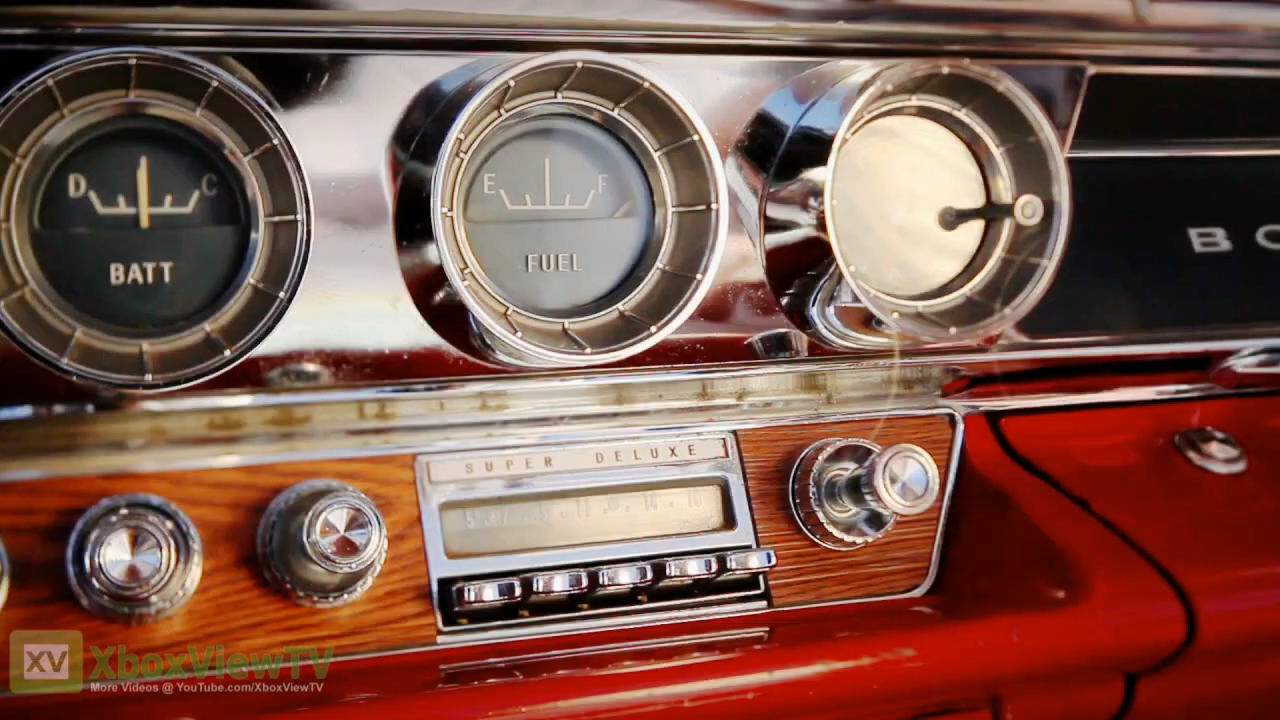 D C
BATT
E F
FUEL
BO
SUPER DELUXE
XV XboxViewTV
More Videos @ YouTube.com/XboxViewTV